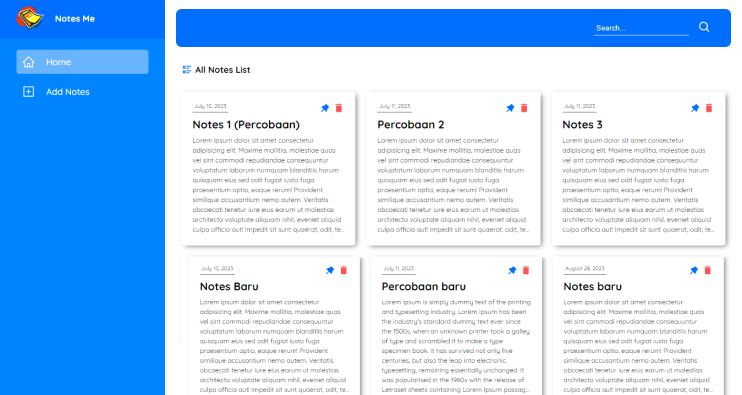 Notes Me
Search...
Home
Add Notes
All Notes List
July 10, 2023
Notes 1 (Percobaan)
Lorem ipsum dolor sit amet consectetur
adipisicing elit. Maxime mollitia, molestiae quas
vel sint commodi repudiandae consequuntur
voluptatum laborum numquam blanditiis harum
quisquam eius sed odit fugiat iusto fuga
praesentium optio, eaque rerum! Provident
similique accusantium nemo autem. Veritatis
obcaecati tenetur iure eius earum ut molestias
architecto voluptate aliquam nihil, eveniet aliquid
culpa officia aut! Impedit sit sunt quaerat, odit, te...
July 11, 2023
Percobaan 2
Lorem ipsum dolor sit amet consectetur
adipisicing elit. Maxime mollitia, molestiae quas
vel sint commodi repudiandae consequuntur
voluptatum laborum numquam blanditiis harum
quisquam eius sed odit fugiat iusto fuga
praesentium optio, eaque rerum! Provident
similique accusantium nemo autem. Veritatis
obcaecati tenetur iure eius earum ut molestias
architecto voluptate aliquam nihil, eveniet aliquid
culpa officia aut! Impedit sit sunt quaerat, odit, te...
July 11, 2023
Notes 3
Lorem ipsum dolor sit amet consectetur
adipisicing elit. Maxime mollitia, molestiae quas
vel sint commodi repudiandae consequuntur
voluptatum laborum numquam blanditiis harum
quisquam eius sed odit fugiat iusto fuga
praesentium optio, eaque rerum! Provident
similique accusantium nemo autem. Veritatis
obcaecati tenetur iure eius earum ut molestias
architecto voluptate aliquam nihil, eveniet aliquid
culpa officia aut! Impedit sit sunt quaerat, odit, te...
July 10, 2023
Notes Baru
Lorem ipsum dolor sit amet consectetur
adipisicing elit. Maxime mollitia, molestiae quas
vel sint commodi repudiandae consequuntur
voluptatum laborum numquam blanditiis harum
quisquam eius sed odit fugiat iusto fuga
praesentium optio, eaque rerum! Provident
similique accusantium nemo autem. Veritatis
obcaecati tenetur iure eius earum ut molestias
architecto voluptate aliquam nihil, eveniet aliquid
culpa officia aut! Impedit sit sunt quaerat, odit, te...
July 11, 2023
Percobaan baru
Lorem Ipsum is simply dummy text of the printing
and typesetting industry. Lorem Ipsum has been
the industry's standard dummy text ever since
the 1500s, when an unknown printer took a galley
of type and scrambled it to make a type
specimen book. It has survived not only five
centuries, but also the leap into electronic
typesetting, remaining essentially unchanged. It
was popularised in the 1960s with the release of
Letraset sheets containing Lorem Ipsum passag...
August 28, 2023
Notes baru
Lorem ipsum dolor sit amet consectetur
adipisicing elit. Maxime mollitia, molestiae quas
vel sint commodi repudiandae consequuntur
voluptatum laborum numquam blanditiis harum
quisquam eius sed odit fugiat iusto fuga
praesentium optio, eaque rerum! Provident
similique accusantium nemo autem. Veritatis
obcaecati tenetur iure eius earum ut molestias
architecto voluptate aliquam nihil, eveniet aliquid
culpa officia aut! Impedit sit sunt quaerat, odit, te...